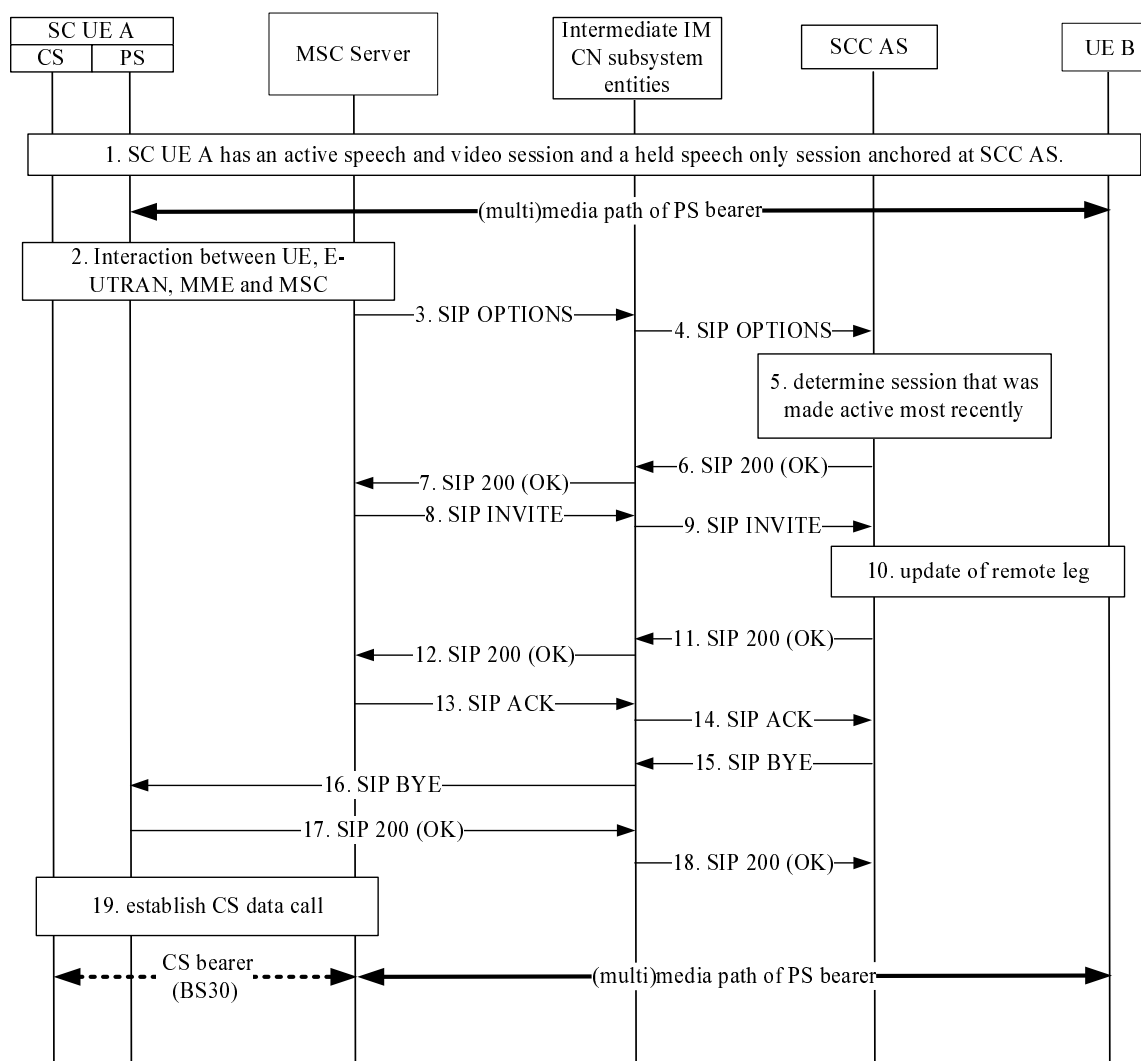 SC UE A
CS
PS
MSC Server
Intermediate IM
CN subsystem
entities
SCC AS
UE B
1. SC UE A has an active speech and video session and a held speech only session anchored at SCC AS.
(multi)media path of PS bearer
2. Interaction between UE, E-
UTRAN, MME and MSC
3. SIP OPTIONS
4. SIP OPTIONS
5. determine session that was
made active most recently
6. SIP 200 (OK)
7. SIP 200 (OK)
8. SIP INVITE
9. SIP INVITE
10. update of remote leg
11. SIP 200 (OK)
12. SIP 200 (OK)
13. SIP ACK
14. SIP ACK
15. SIP BYE
16. SIP BYE
17. SIP 200 (OK)
18. SIP 200 (OK)
19. establish CS data call
CS bearer
(BS30)
(multi)media path of PS bearer